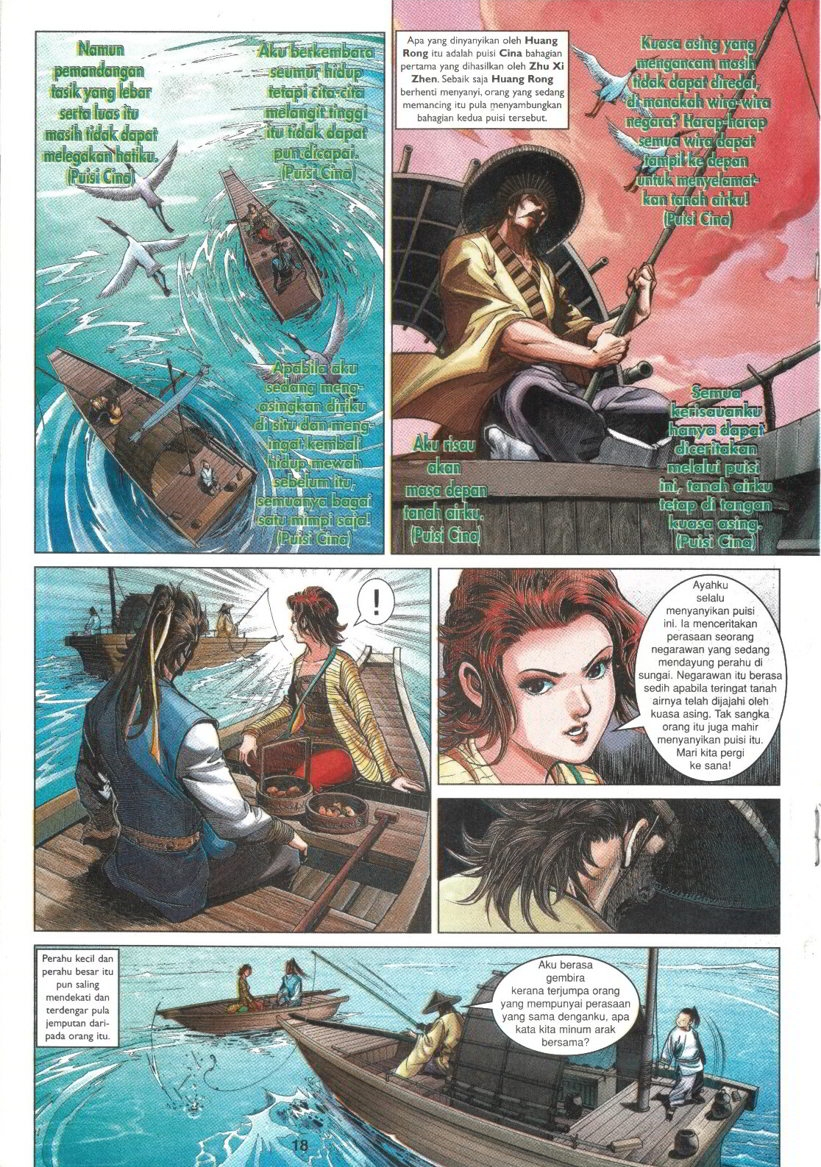 Namun
pemandangan
tasik yang lebar
serta luas itu
masih tidak dapat
melegakan hatiku.
(Puisi Cina)
Aku berkembara
seumur hidup
tetapi cita-cita
melangit tinggi
itu tidak dapat
pun dicapai.
(Puisi Cina)
Apabila aku
sedang meng-
asingkan diriku
di situ dan meng-
ingat kembali
hidup mewah
sebelum itu,
semuanya bagai
satu mimpi saja!
(Puisi Cina)
Apa yang dinyanyikan oleh Huang
Rong itu adalah puisi Cina bahagian
pertama yang dihasilkan oleh Zhu Xi
Zhen. Sebaik saja Huang Rong
berhenti menyanyi, orang yang sedang
memancing itu pula menyambungkan
bahagian kedua puisi tersebut.
Kuasa asing yang
mengancam masih
tidak dapat diredai,
di manakah wira-wira
negara? Harap-harap
semua wira dapat
tampil ke depan
untuk menyelamat-
kan tanah airku!
(Puisi Cina)
Aku risau
akan
masa depan
tanah airku.
(Puisi Cina)
Semua
kerisauanku
hanya dapat
diceritakan
melalui puisi
ini, tanah airku
tetap di tangan
kuasa asing.
(Puisi Cina)
!
Ayahku
selalu
menyanyikan puisi
ini. Ia menceritakan
perasaan seorang
negarawan yang sedang
mendayung perahu di
sungai. Negarawan itu berasa
sedih apabila teringat tanah
airnya telah dijajahi oleh
kuasa asing. Tak sangka
orang itu juga mahir
menyanyikan puisi itu.
Mari kita pergi
ke sana!
Perahu kecil dan
perahu besar itu
pun saling
mendekati dan
terdengar pula
jemputan dari-
pada orang itu.
Aku berasa
gembira
kerana terjumpa orang
yang mempunyai perasaan
yang sama denganku, apa
kata kita minum arak
bersama?
18